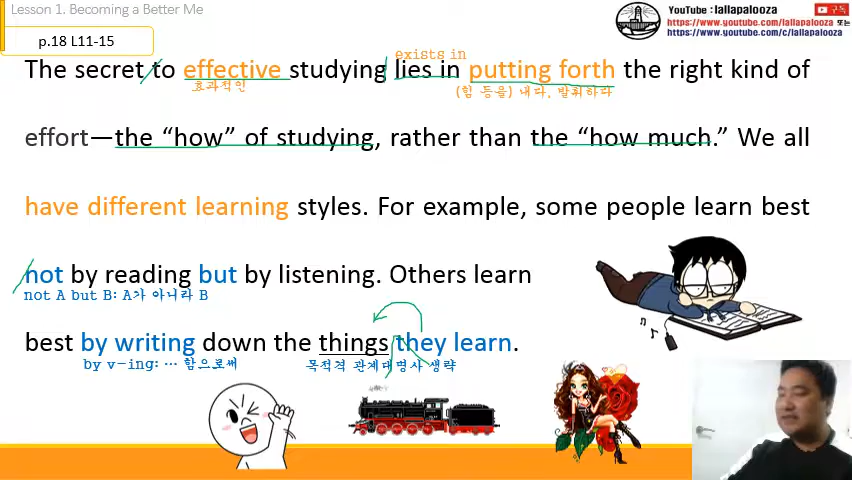 Lesson 1. Becoming a Better Me
YouTube : lallapalooza
구독
https://www.youtube.com/lallapalooza 또는
https://www.youtube.com/c/lallapalooza
p.18 L11-15
exists in
The secret to effective studying lies in putting forth the right kind of
효과적인
(힘 등을) 내다, 발휘하다
effort—the “how” of studying, rather than the “how much.” We all
have different learning styles. For example, some people learn best
not by reading but by listening. Others learn
not A but B: A가 아니라 B
best by writing down the things they learn.
by v-ing: … 함으로써
목적격 관계대명사 생략